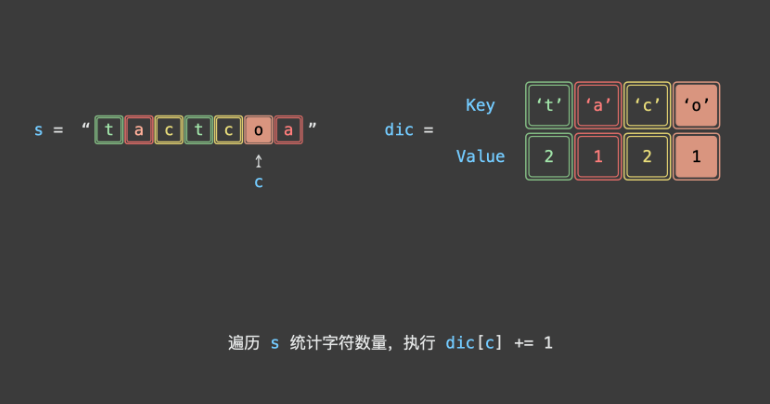 s = “tactcoa”
c
dic =
Key ‘t’ ‘a’ ‘c’ ‘o’
Value 2 1 2 1
遍历 s 统计字符数量，执行 dic[c] += 1